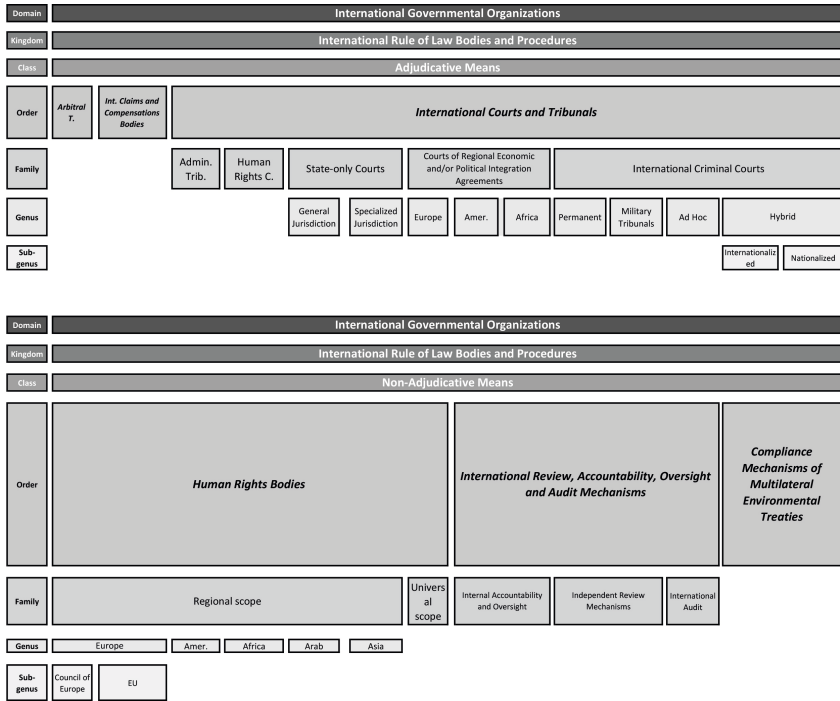 Domain
International Governmental Organizations
Kingdom
International Rule of Law Bodies and Procedures
Class
Adjudicative Means
Order
Arbitral
T.
Int. Claims and
Compensations
Bodies
International Courts and Tribunals
Family
Admin.
Trib.
Human
Rights C.
State-only Courts
Courts of Regional Economic
and/or Political Integration
Agreements
International Criminal Courts
Genus
General
Jurisdiction
Specialized
Jurisdiction
Europe
Amer.
Africa
Permanent
Military
Tribunals
Ad Hoc
Hybrid
Sub-
genus
Internationaliz
ed
Nationalized
Domain
International Governmental Organizations
Kingdom
International Rule of Law Bodies and Procedures
Class
Non-Adjudicative Means
Order
Human Rights Bodies
International Review, Accountability, Oversight
and Audit Mechanisms
Compliance
Mechanisms of
Multilateral
Environmental
Treaties
Family
Regional scope
Univers
al
scope
Internal Accountability
and Oversight
Independent Review
Mechanisms
International
Audit
Genus
Europe
Amer.
Africa
Arab
Asia
Sub-
genus
Council of
Europe
EU